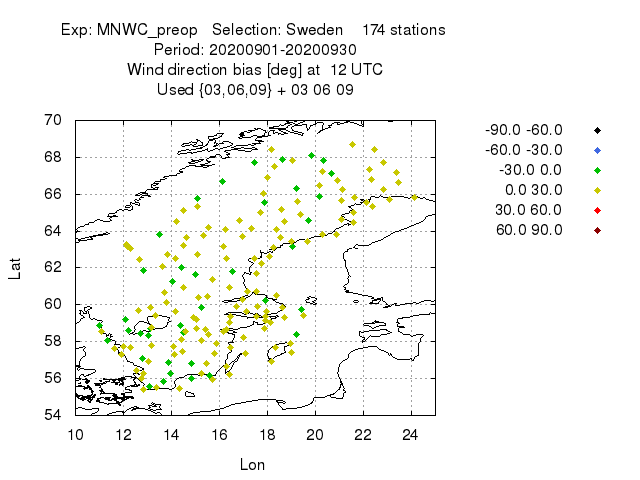 Exp: MNWC_preop   Selection: Sweden    174 stations
Period: 20200901-20200930
Wind direction bias [deg] at  12 UTC
Used {03,06,09} + 03 06 09
-90.0 -60.0
-60.0 -30.0
-30.0 0.0
0.0 30.0
30.0 60.0
60.0 90.0
70
68
66
64
62
60
58
56
54
Lat
10 12 14 16 18 20 22 24
Lon